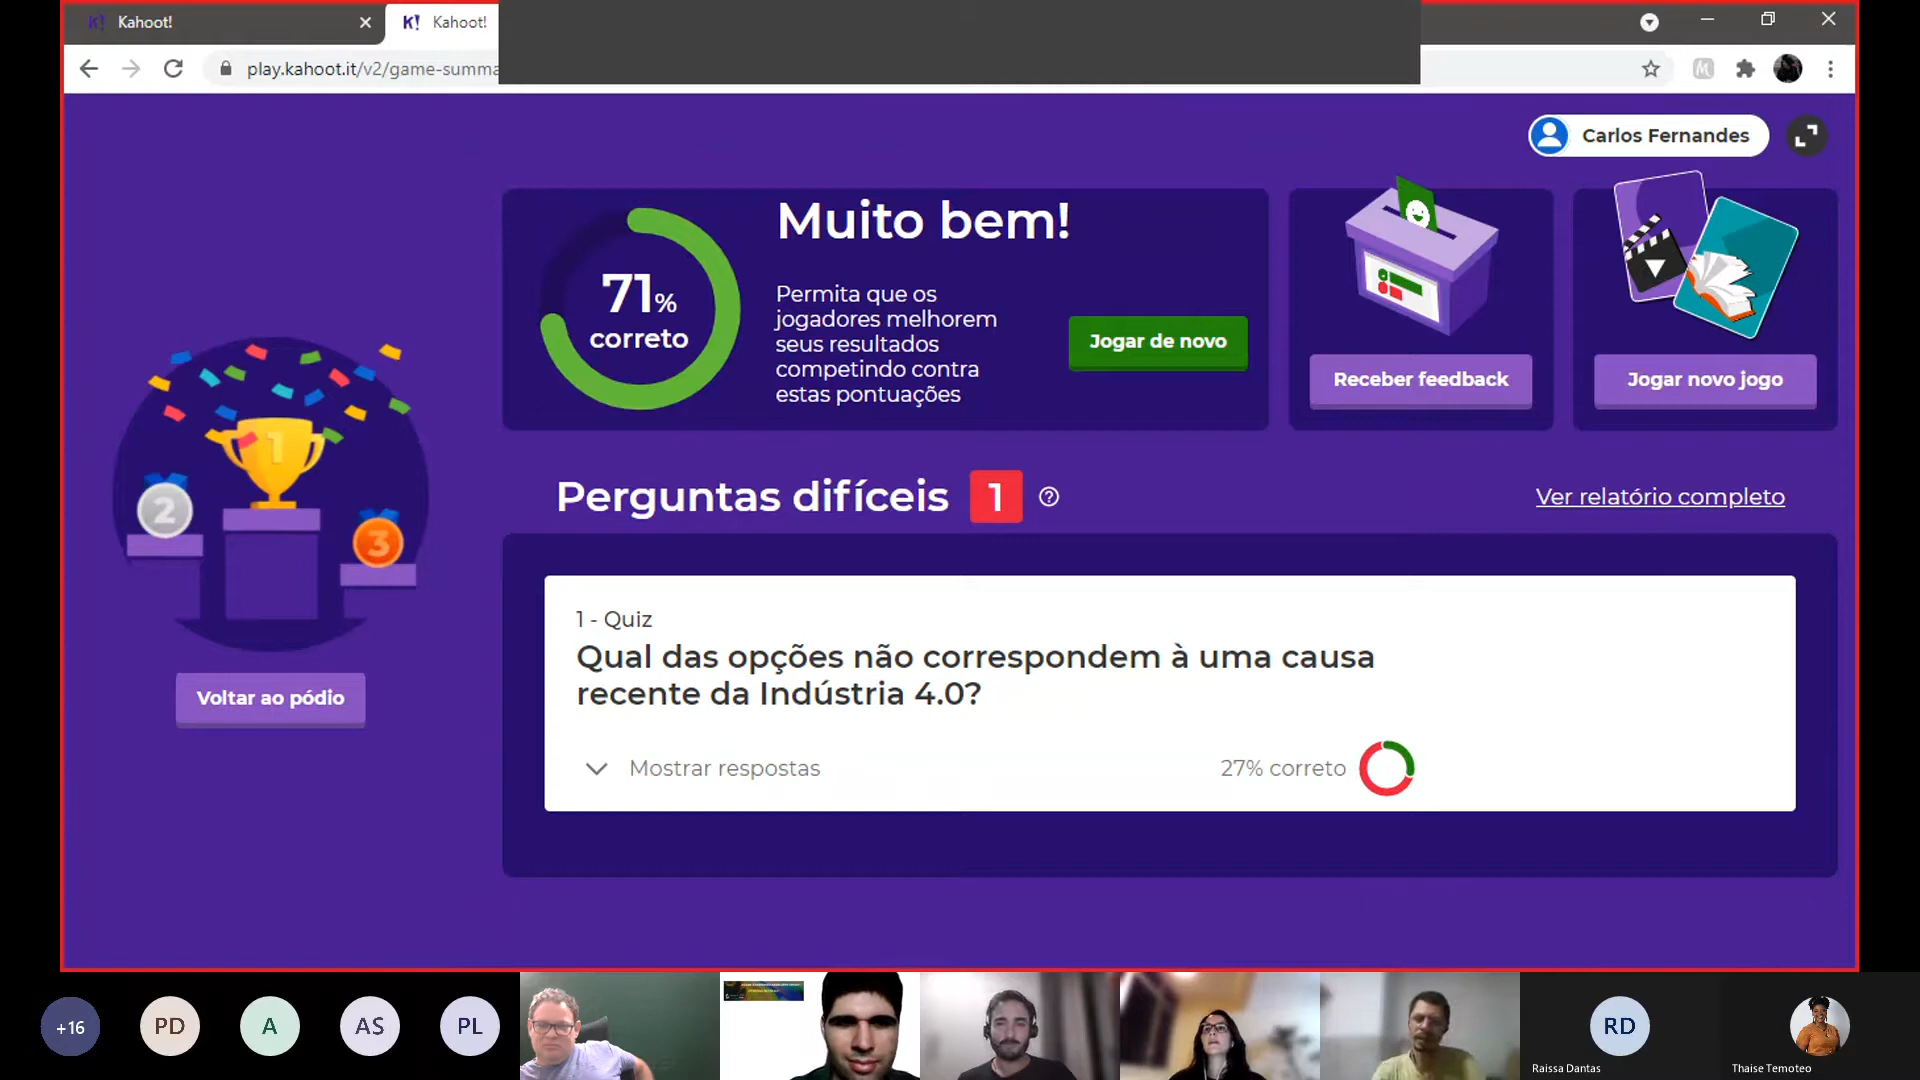 Kahoot!
Kahoot!
play.kahoot.it/v2/game-summa
Carlos Fernandes
71%
correto
Muito bem!
Permita que os
jogadores melhorem
seus resultados
competindo contra
estas pontuações
Jogar de novo
Receber feedback
Jogar novo jogo
1
2
3
Voltar ao pódio
Perguntas difíceis 1
Ver relatório completo
1 - Quiz
Qual das opções não correspondem à uma causa
recente da Indústria 4.0?
Mostrar respostas
27% correto
+16
PD
A
AS
PL
RD
Raissa Dantas
Thaise Temoteo